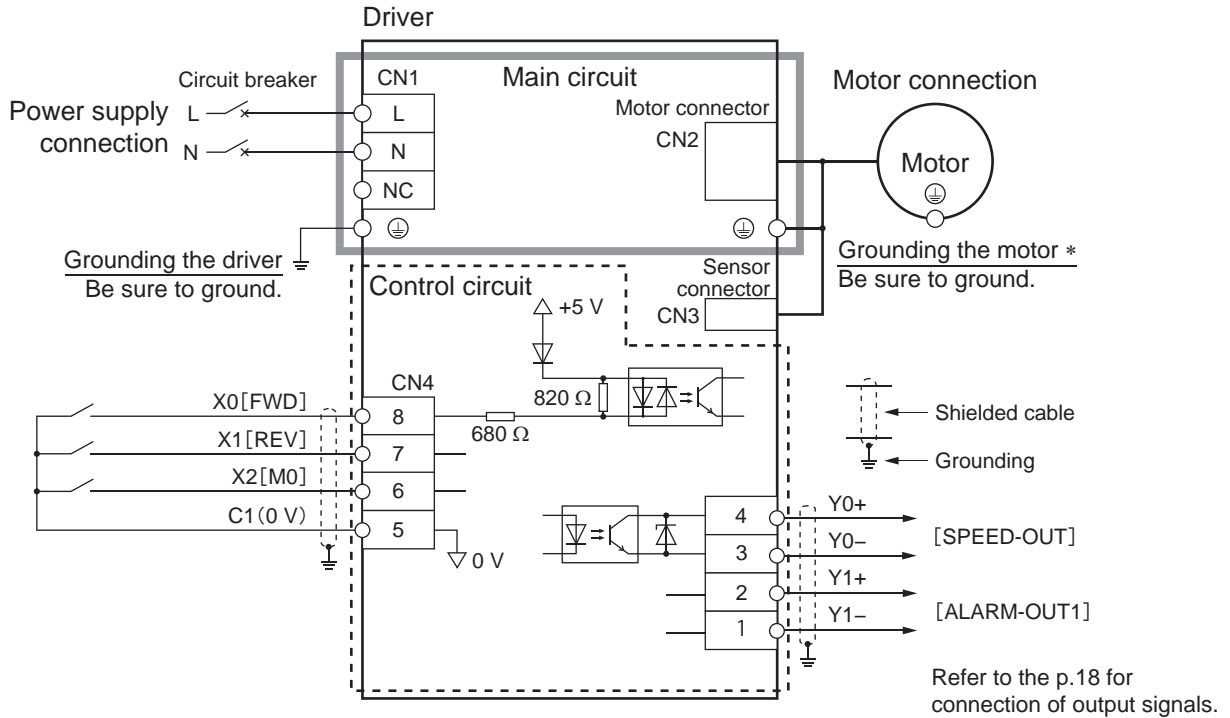 Driver
Circuit breaker
Power supply
connection
L
N
CN1
L
N
NC
Main circuit
Motor connector
CN2
Motor connection
Motor
Grounding the driver
Be sure to ground.
Grounding the motor *
Be sure to ground.
Control circuit
Sensor
connector
CN3
+5 V
820 Ω
680 Ω
CN4
X0[FWD]
8
X1[REV]
7
X2[M0]
6
C1(0 V)
5
0 V
Shielded cable
Grounding
4
Y0+
3
Y0−
[SPEED-OUT]
2
Y1+
1
Y1−
[ALARM-OUT1]
Refer to the p.18 for
connection of output signals.